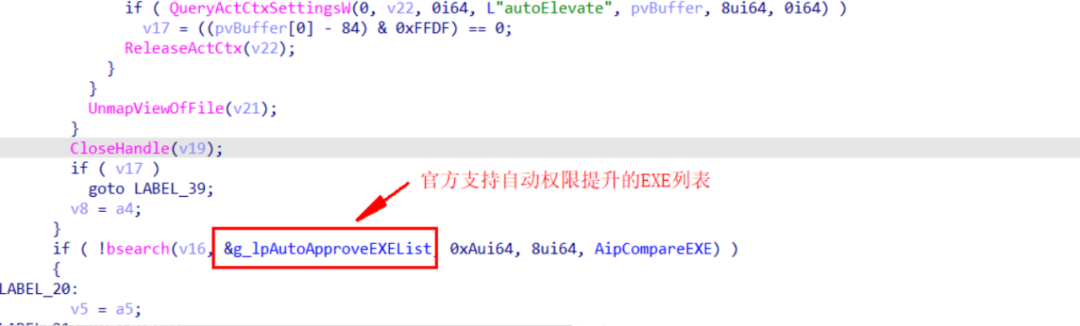 if ( QueryActCtxSettingsW(0, v22, 0i64, L"autoElevate", pvBuffer, 8ui64, 0i64) )
v17 = ((pvBuffer[0] - 84) & 0xFFDF) == 0;
ReleaseActCtx(v22);
}
}
UnmapViewOfFile(v21);
}
CloseHandle(v19);
if ( v17 )
官方支持自动权限提升的EXE列表
goto LABEL_39;
v8 = a4;
}
if ( !bsearch(v16, &g_lpAutoApproveEXEList, 0xAui64, 8ui64, AipCompareEXE) )
{
LABEL_20:
v5 = a5;